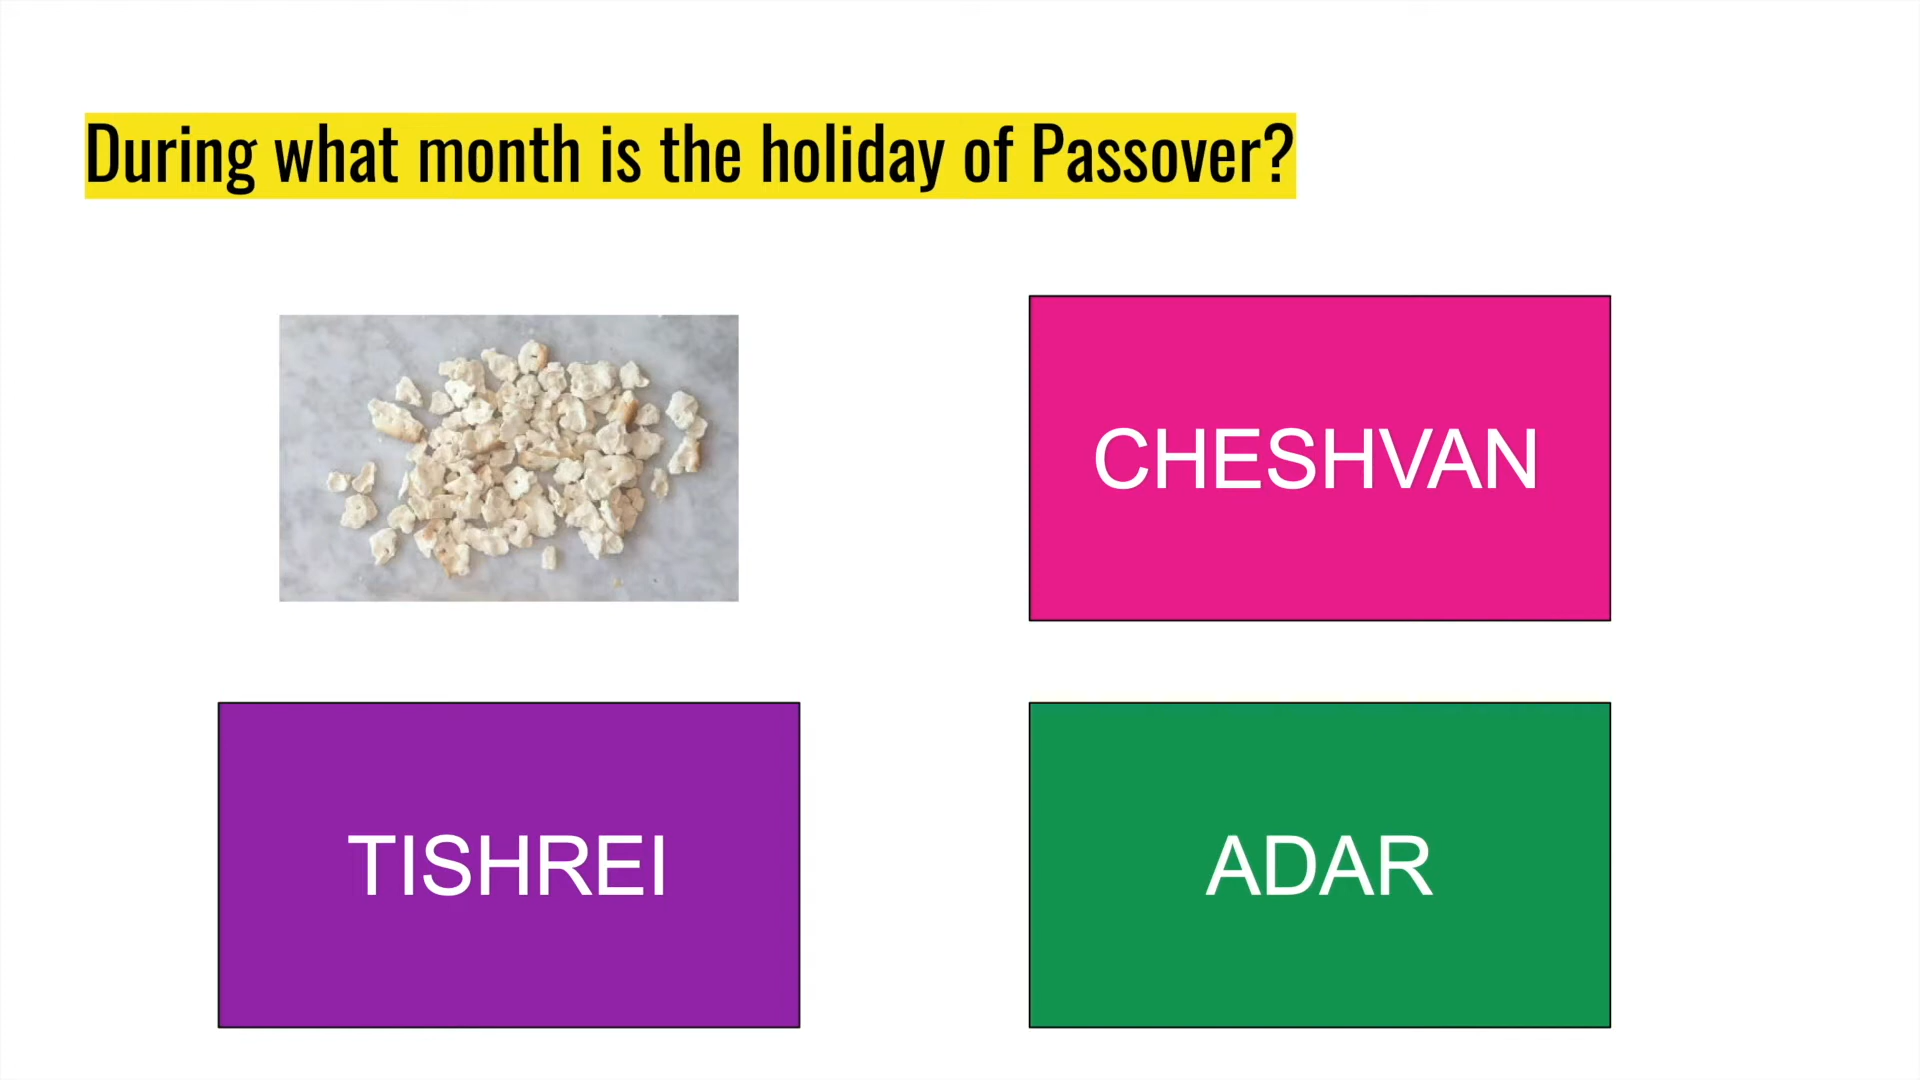 During what month is the holiday of Passover?
CHESHVAN
TISHREI
ADAR